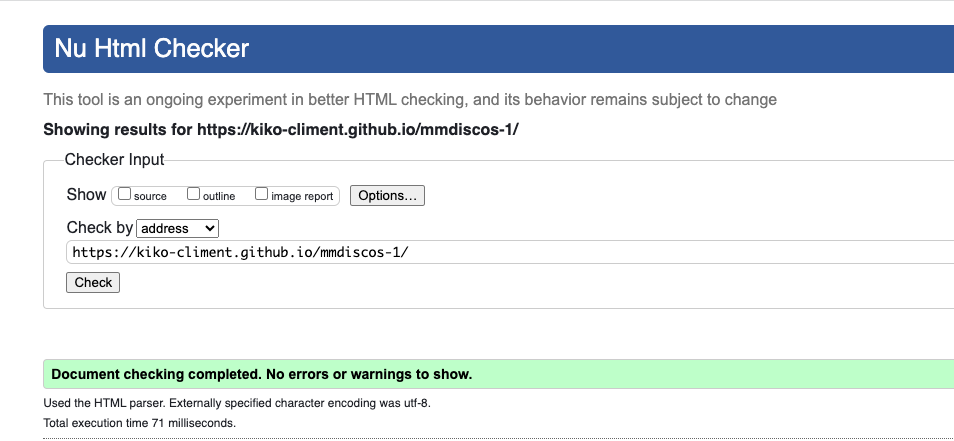 Nu Html Checker
This tool is an ongoing experiment in better HTML checking, and its behavior remains subject to change
Showing results for https://kiko-climent.github.io/mmdiscos-1/
Checker Input
Show source outline image report Options...
Check by address
https://kiko-climent.github.io/mmdiscos-1/
Check
Document checking completed. No errors or warnings to show.
Used the HTML parser. Externally specified character encoding was utf-8.
Total execution time 71 milliseconds.